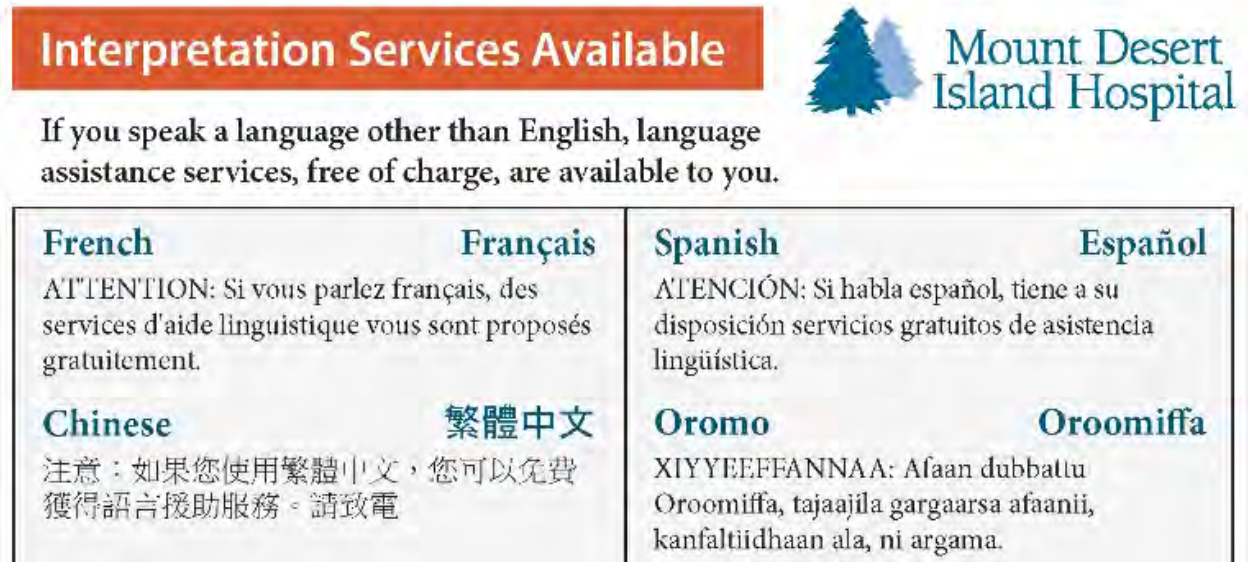 Interpretation Services Available
Mount Desert
Island Hospital
If you speak a language other than English, language
assistance services, free of charge, are available to you.
French Français
ATTENTION: Si vous parlez français, des
services d'aide linguistique vous sont proposés
gratuitement.
Chinese 繁體中文
注意：如果您使用繁體中文，您可以免費
獲得語言援助服務。請致電
Spanish Español
ATENCIÓN: Si habla español, tiene a su
disposición servicios gratuitos de asistencia
lingüística.
Oromo Oroomiffa
XIYYEEFFANNAA: Afaan dubbattu
Oroomiffa, tajaajila gargaarsa afaanii,
kanfaltiidhaan ala, ni argama.